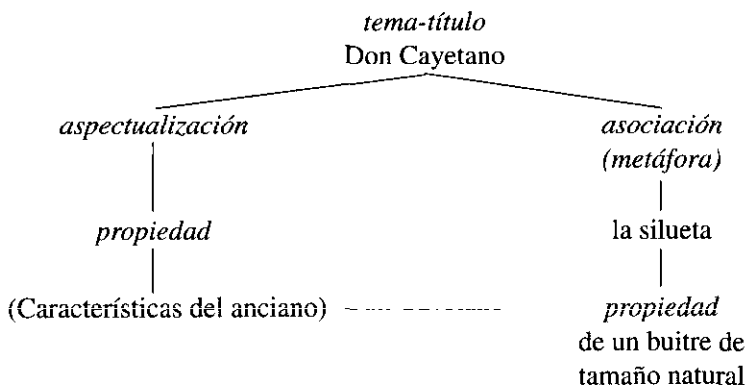 tema-título
Don Cayetano
aspectualización
asociación
(metáfora)
propiedad
la silueta
(Características del anciano)
propiedad
de un buitre de
tamaño natural